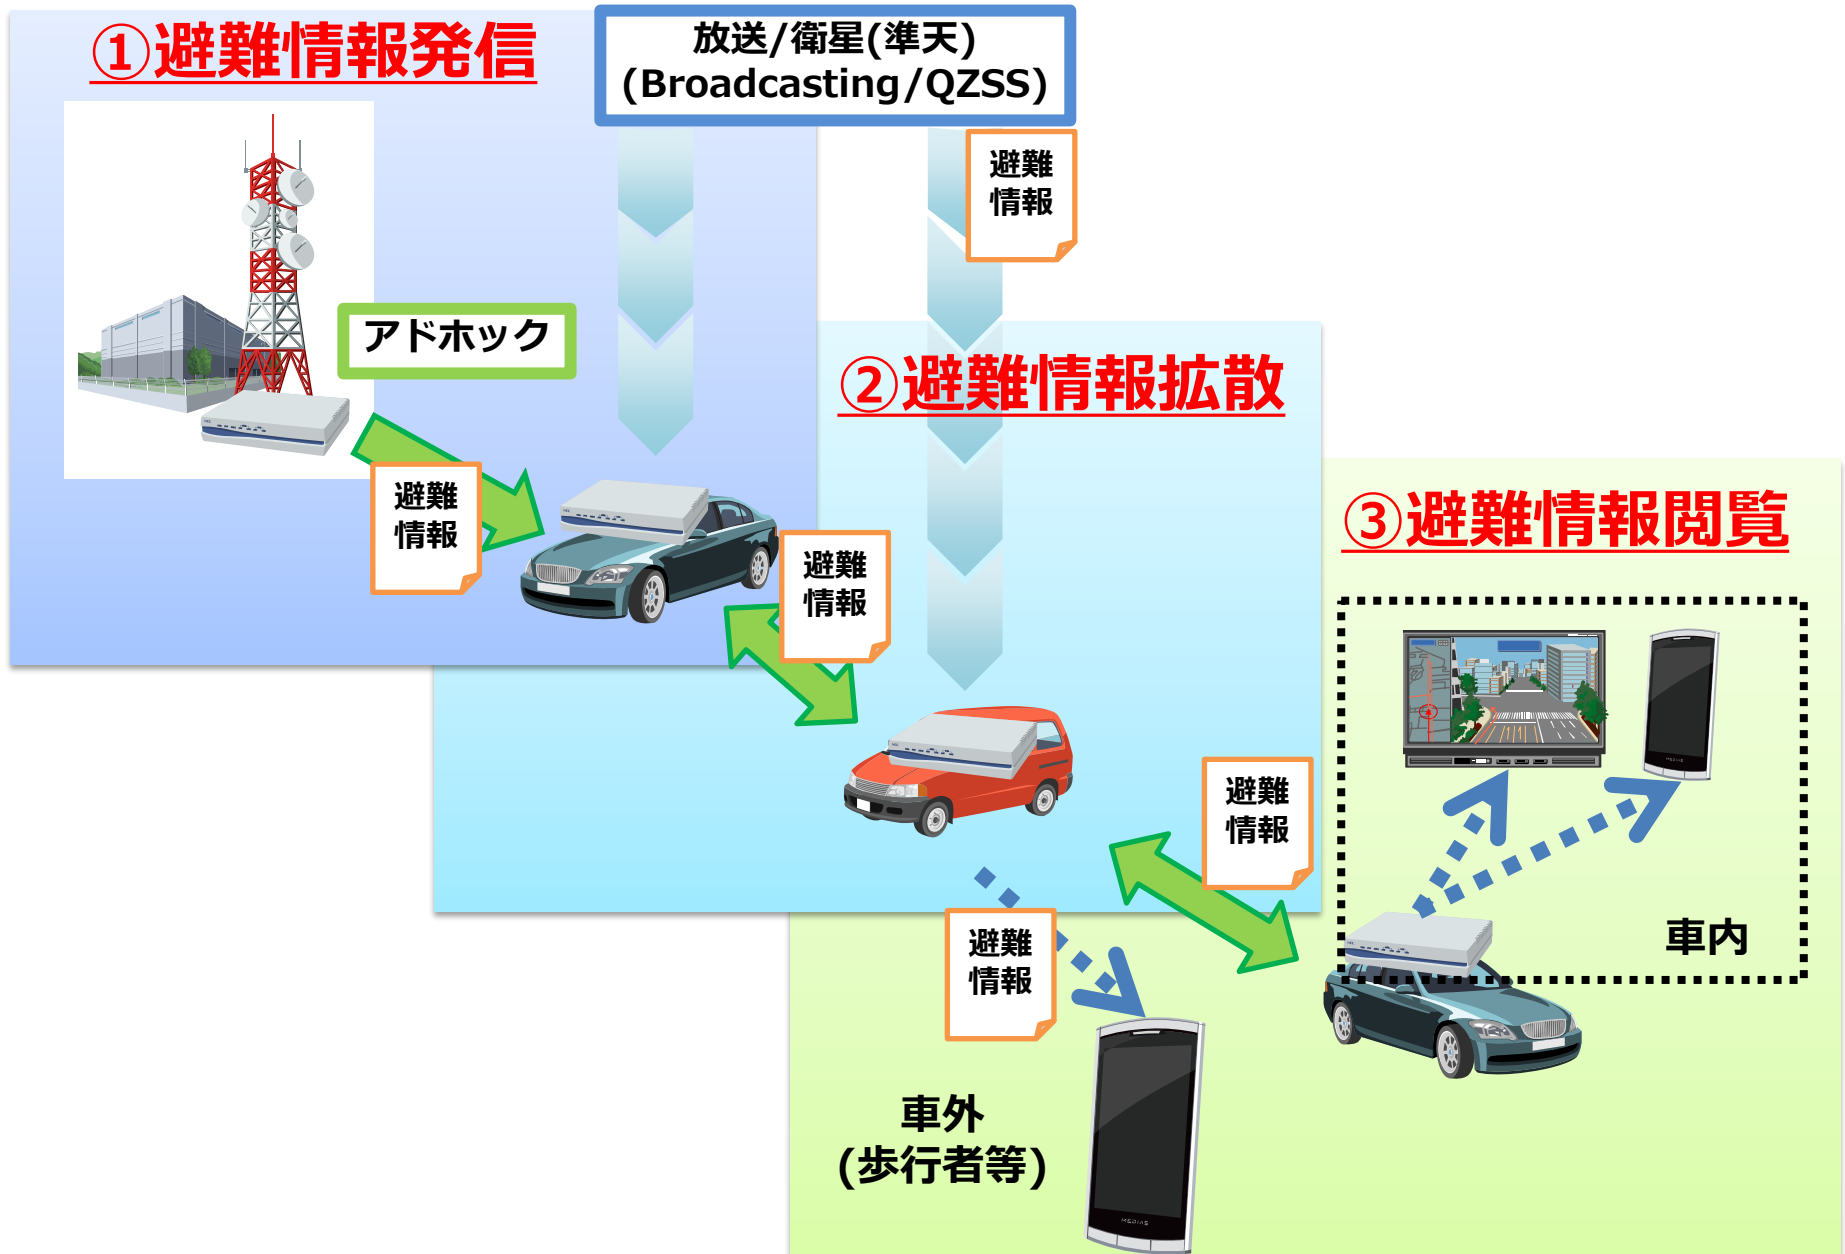 ①避難情報発信
放送/衛星(準天)
(Broadcasting/QZSS)
避難
情報
アドホック
②避難情報拡散
避難
情報
③避難情報閲覧
避難
情報
避難
情報
避難
情報
車内
車外
(歩行者等)
MEDIAS